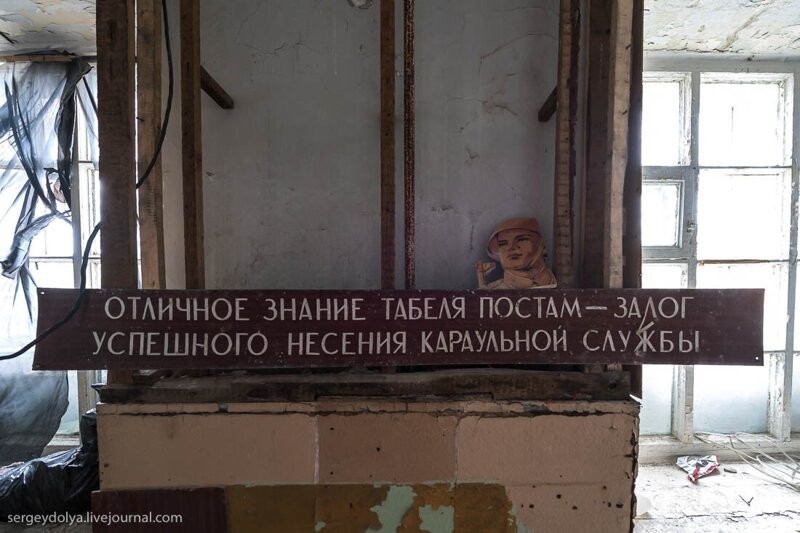 ОТЛИЧНОЕ ЗНАНИЕ ТАБЕЛЯ ПОСТАМ — ЗАЛОГ
УСПЕШНОГО НЕСЕНИЯ КАРАУЛЬНОЙ СЛУЖБЫ
sergeydolya.livejournal.com